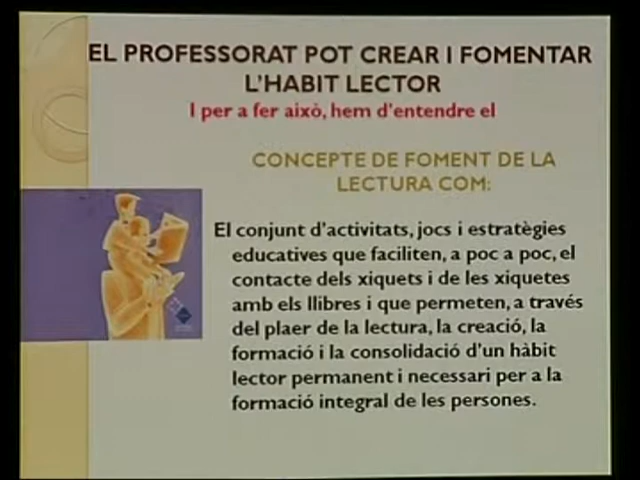 EL PROFESSORAT POT CREAR I FOMENTAR
L'HABIT LECTOR
I per a fer això, hem d'entendre el
CONCEPTE DE FOMENT DE LA
LECTURA COM:
El conjunt d'activitats, jocs i estratègies
educatives que faciliten, a poc a poc, el
contacte dels xiquets i de les xiquetes
amb els llibres i que permeten, a través
del plaer de la lectura, la creació, la
formació i la consolidació d'un hàbit
lector permanent i necessari per a la
formació integral de les persones.